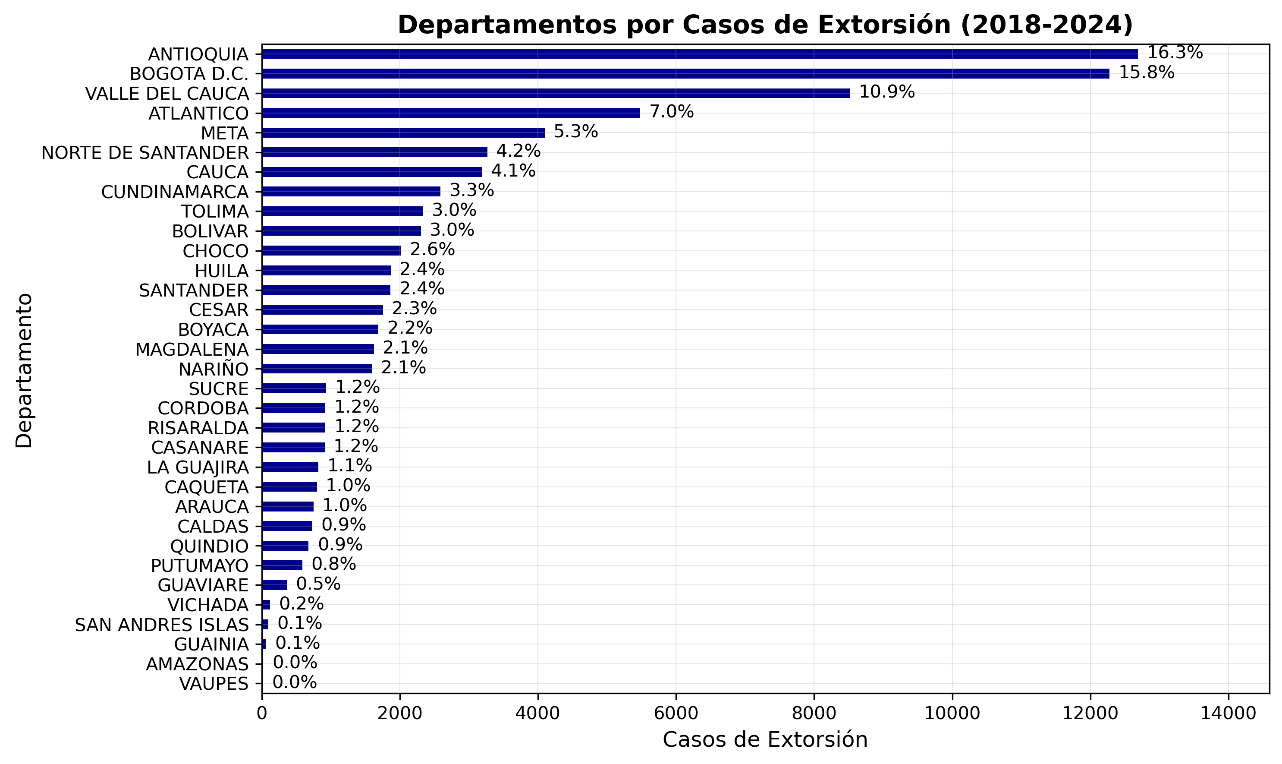 Departamentos por Casos de Extorsión (2018-2024)
ANTIOQUIA 16.3%
BOGOTA D.C. 15.8%
VALLE DEL CAUCA 10.9%
ATLANTICO 7.0%
META 5.3%
NORTE DE SANTANDER 4.2%
CAUCA 4.1%
CUNDINAMARCA 3.3%
TOLIMA 3.0%
BOLIVAR 3.0%
CHOCO 2.6%
HUILA 2.4%
SANTANDER 2.4%
CESAR 2.3%
BOYACA 2.2%
MAGDALENA 2.1%
NARIÑO 2.1%
SUCRE 1.2%
CORDOBA 1.2%
RISARALDA 1.2%
CASANARE 1.2%
LA GUAJIRA 1.1%
CAQUETA 1.0%
ARAUCA 1.0%
CALDAS 0.9%
QUINDIO 0.9%
PUTUMAYO 0.8%
GUAVIARE 0.5%
VICHADA 0.2%
SAN ANDRES ISLAS 0.1%
GUAINIA 0.1%
AMAZONAS 0.0%
VAUPES 0.0%
Departamento
0 2000 4000 6000 8000 10000 12000 14000
Casos de Extorsión